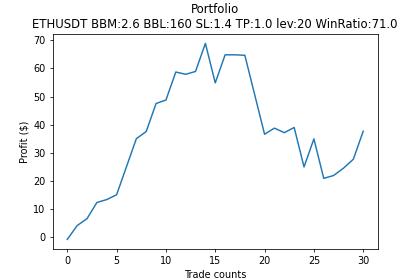 Portfolio
ETHUSDT BBM:2.6 BBL:160 SL:1.4 TP:1.0 lev:20 WinRatio:71.0
70
60
50
40
30
20
10
0
Profit ($)
0 5 10 15 20 25 30
Trade counts